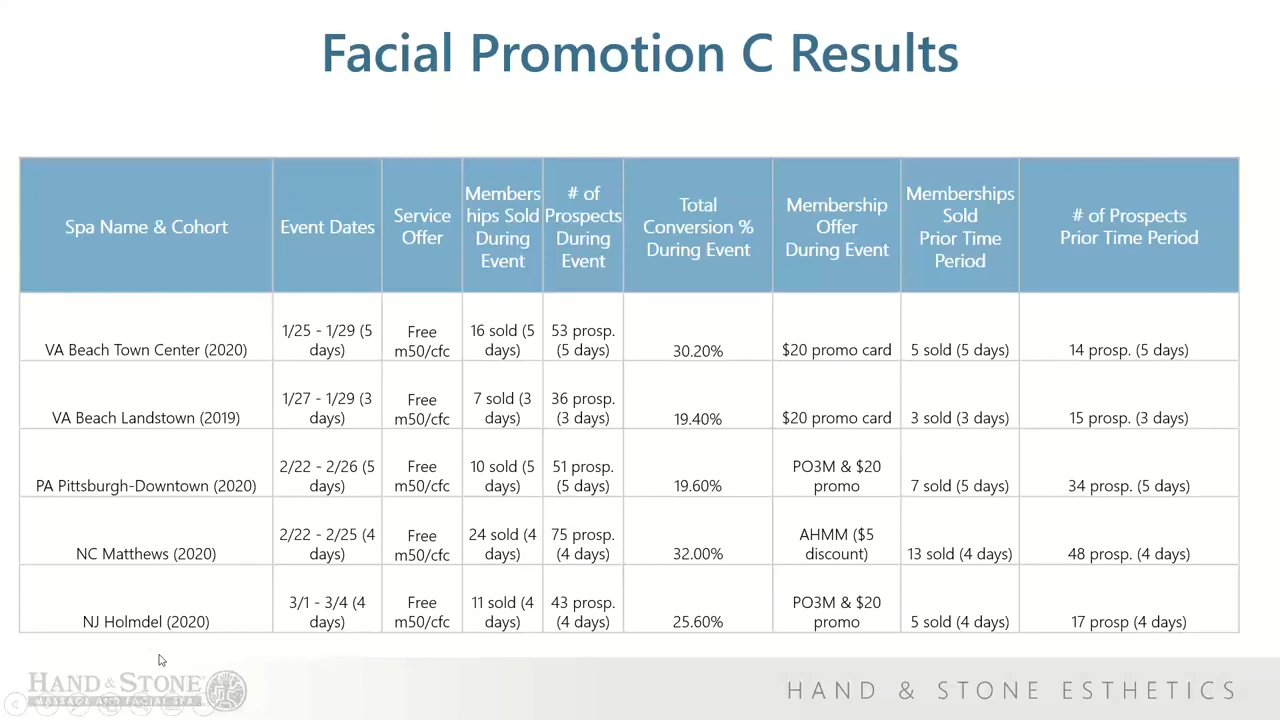 Facial Promotion C Results
Spa Name & Cohort
Event Dates
Service
Offer
Members
hips Sold
During
Event
# of
Prospects
During
Event
Total
Conversion %
During Event
Membership
Offer
During Event
Memberships
Sold
Prior Time
Period
# of Prospects
Prior Time Period
VA Beach Town Center (2020)
1/25 - 1/29 (5
days)
Free
m50/cfc
16 sold (5
days)
53 prosp.
(5 days)
30.20%
$20 promo card
5 sold (5 days)
14 prosp. (5 days)
VA Beach Landstown (2019)
1/27 - 1/29 (3
days)
Free
m50/cfc
7 sold (3
days)
36 prosp.
(3 days)
19.40%
$20 promo card
3 sold (3 days)
15 prosp. (3 days)
PA Pittsburgh-Downtown (2020)
2/22 - 2/26 (5
days)
Free
m50/cfc
10 sold (5
days)
51 prosp.
(5 days)
19.60%
PO3M & $20
promo
7 sold (5 days)
34 prosp. (5 days)
NC Matthews (2020)
2/22 - 2/25 (4
days)
Free
m50/cfc
24 sold (4
days)
75 prosp.
(4 days)
32.00%
AHMM ($5
discount)
13 sold (4 days)
48 prosp. (4 days)
NJ Holmdel (2020)
3/1 - 3/4 (4
days)
Free
m50/cfc
11 sold (4
days)
43 prosp.
(4 days)
25.60%
PO3M & $20
promo
5 sold (4 days)
17 prosp (4 days)
HAND & STONE
MASSAGE AND FACIAL SPA
HAND & STONE ESTHETICS